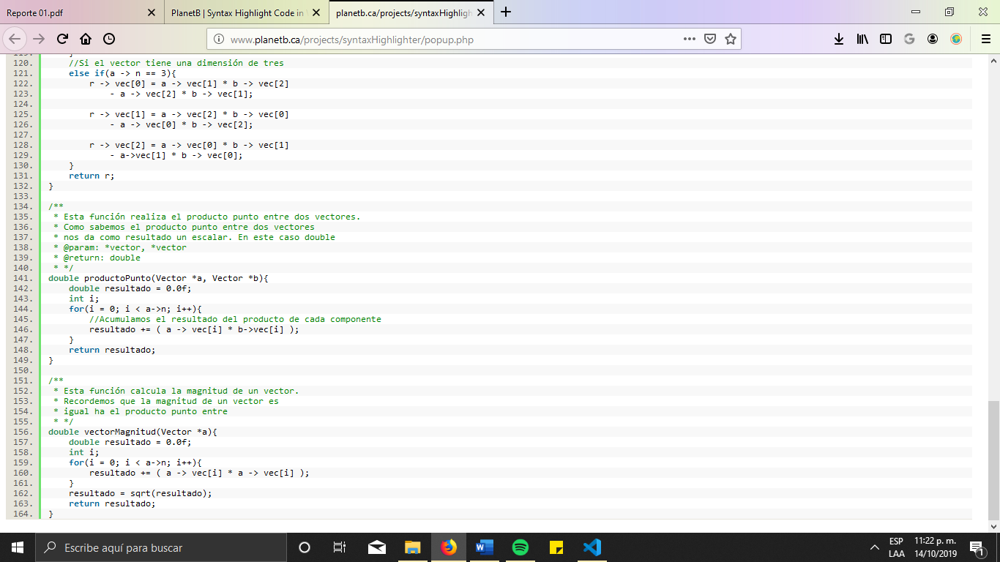 Reporte 01.pdf
PlanetB | Syntax Highlight Code in
planetb.ca/projects/syntaxHighligh
www.planetb.ca/projects/syntaxHighlighter/popup.php
119. }
120. //Si el vector tiene una dimensión de tres
121. else if(a -> n == 3){
122. r -> vec[0] = a -> vec[1] * b -> vec[2]
123. - a -> vec[2] * b -> vec[1];
124.
125. r -> vec[1] = a -> vec[2] * b -> vec[0]
126. - a -> vec[0] * b -> vec[2];
127.
128. r -> vec[2] = a -> vec[0] * b -> vec[1]
129. - a->vec[1] * b -> vec[0];
130. }
131. return r;
132. }
133.
134. /**
135. * Esta función realiza el producto punto entre dos vectores.
136. * Como sabemos el producto punto entre dos vectores
137. * nos da como resultado un escalar. En este caso double
138. * @param: *vector, *vector
139. * @return: double
140. * */
141. double productoPunto(Vector *a, Vector *b){
142. double resultado = 0.0f;
143. int i;
144. for(i = 0; i < a->n; i++){
145. //Acumulamos el resultado del producto de cada componente
146. resultado += ( a -> vec[i] * b->vec[i] );
147. }
148. return resultado;
149. }
150.
151. /**
152. * Esta función calcula la magnitud de un vector.
153. * Recordemos que la magnitud de un vector es
154. * igual ha el producto punto entre
155. * */
156. double vectorMagnitud(Vector *a){
157. double resultado = 0.0f;
158. int i;
159. for(i = 0; i < a->n; i++){
160. resultado += ( a -> vec[i] * a -> vec[i] );
161. }
162. resultado = sqrt(resultado);
163. return resultado;
164. }
Escribe aquí para buscar
ESP 11:22 p. m.
LAA 14/10/2019
1